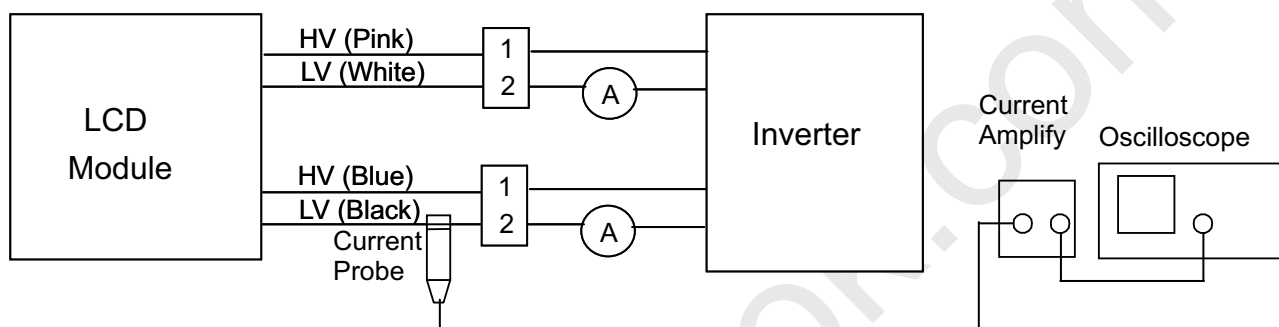 HV (Pink)
LV (White)
1
2
A
LCD
Module
Inverter
HV (Blue)
LV (Black)
1
2
A
Current
Probe
Current
Amplify
Oscilloscope